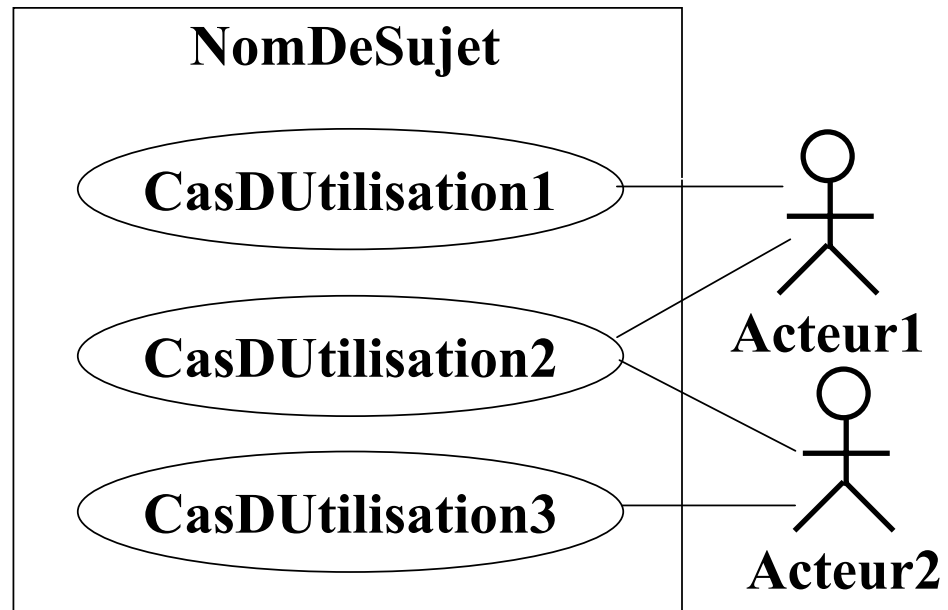 NomDeSujet
CasDUtilisation1
CasDUtilisation2
CasDUtilisation3
Acteur1
Acteur2